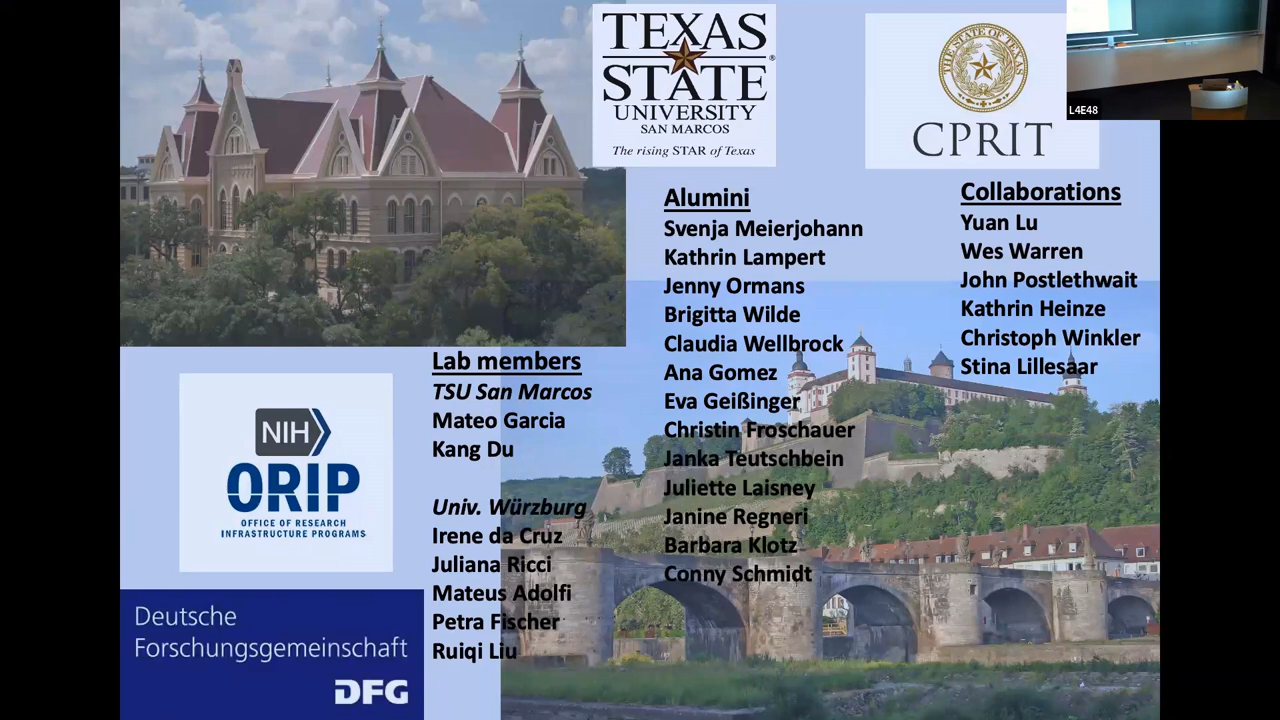 TEXAS
STATE
®
UNIVERSITY
SAN MARCOS
The rising STAR of Texas
THE STATE OF TEXAS
CPRIT
L4E48
Alumini
Svenja Meierjohann
Kathrin Lampert
Jenny Ormans
Brigitta Wilde
Claudia Wellbrock
Ana Gomez
Eva Geißinger
Christin Froschauer
Janka Teutschbein
Juliette Laisney
Janine Regneri
Barbara Klotz
Conny Schmidt
Collaborations
Yuan Lu
Wes Warren
John Postlethwait
Kathrin Heinze
Christoph Winkler
Stina Lillesaar
Lab members
TSU San Marcos
Mateo Garcia
Kang Du
Univ. Würzburg
Irene da Cruz
Juliana Ricci
Mateus Adolfi
Petra Fischer
Ruiqi Liu
NIH
ORIP
OFFICE OF RESEARCH
INFRASTRUCTURE PROGRAMS
Deutsche
Forschungsgemeinschaft
DFG